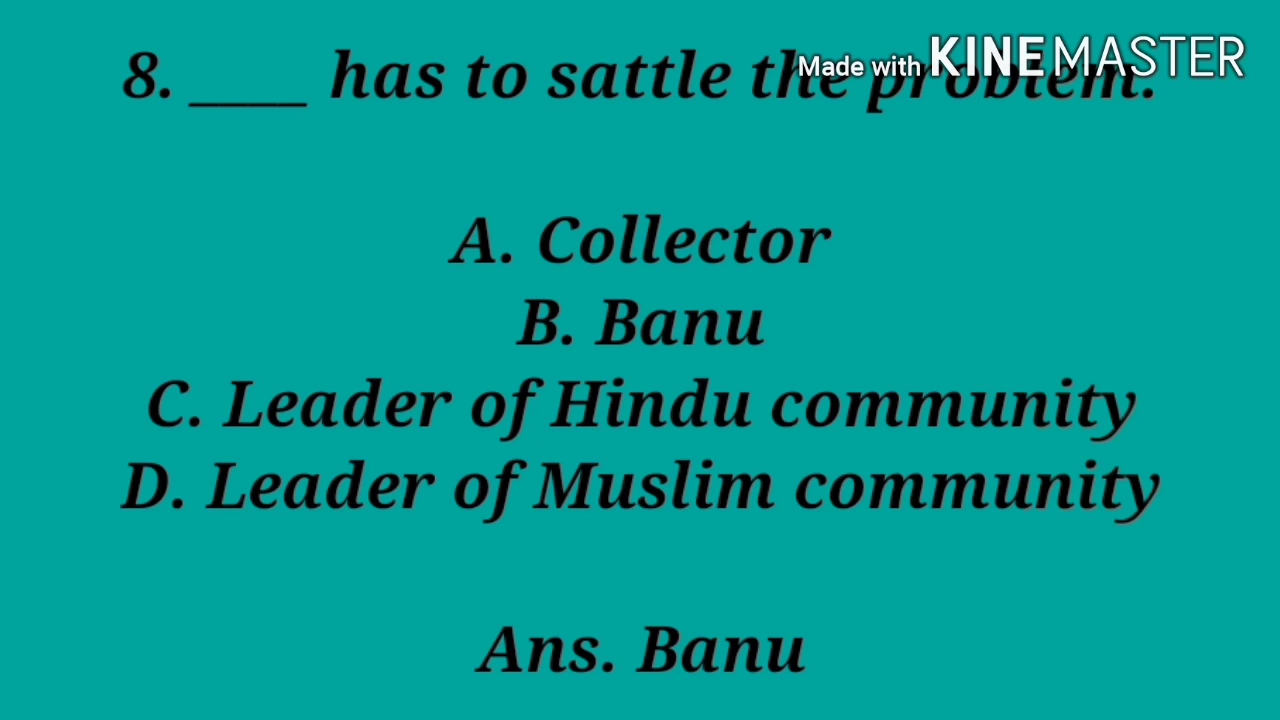 8. ____ has to sattle the problem.
Made with KINEMASTER
A. Collector
B. Banu
C. Leader of Hindu community
D. Leader of Muslim community
Ans. Banu